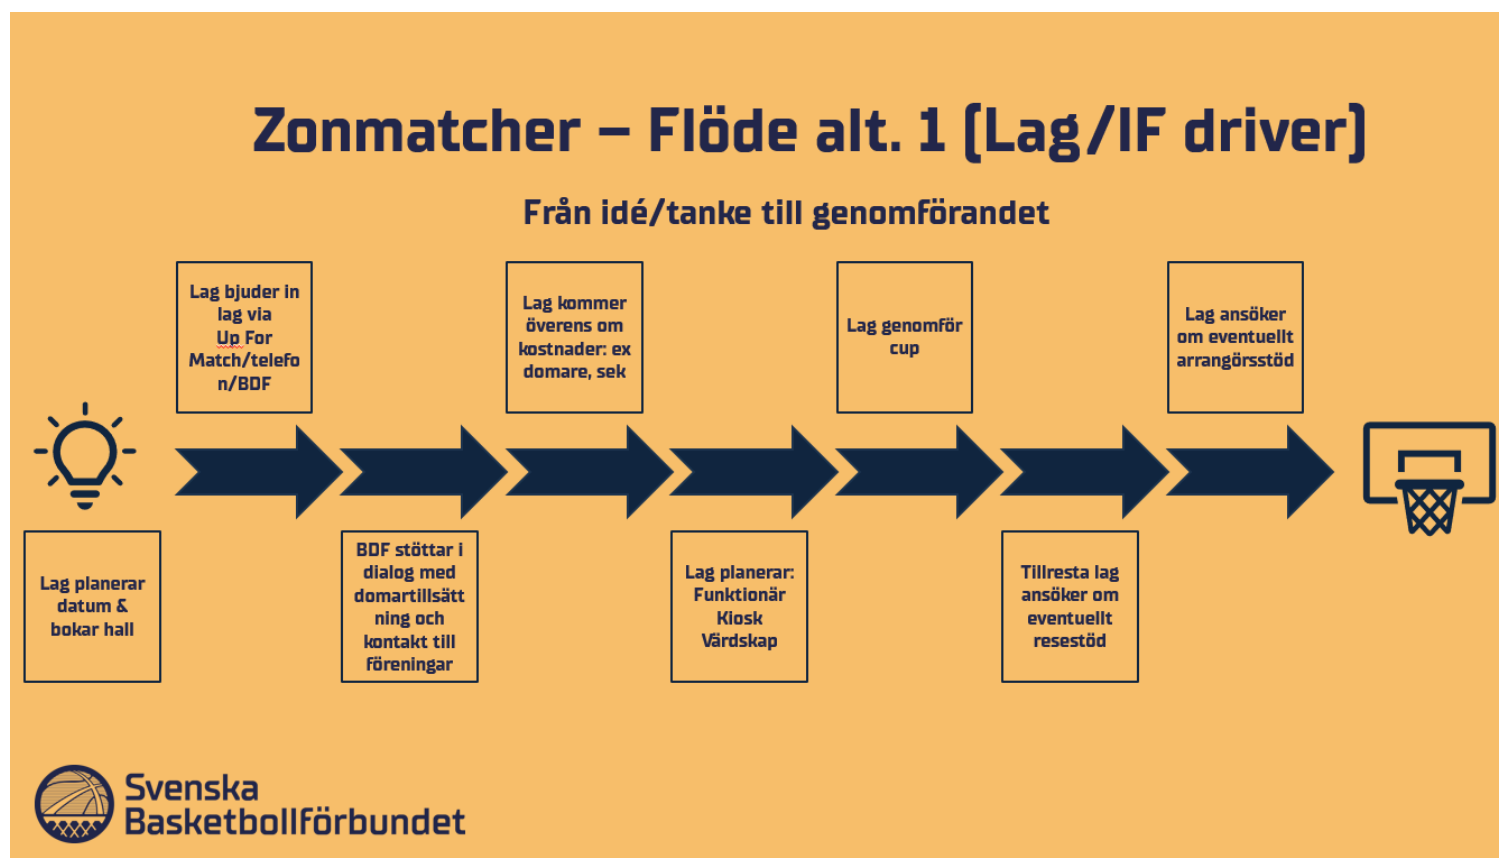 Zonmatcher – Flöde alt. 1 (Lag/IF driver)
Från idé/tanke till genomförandet
Lag planerar
datum &
bokar hall
Lag bjuder in
lag via
Up For
Match/telefo
n/BDF
BDF stöttar i
dialog med
domartillsätt
ning och
kontakt till
föreningar
Lag kommer
överens om
kostnader: ex
domare, sek
Lag planerar:
Funktionär
Kiosk
Värdskap
Lag genomför
cup
Tillresta lag
ansöker om
eventuellt
resestöd
Lag ansöker
om eventuellt
arrangörsstöd
Svenska
Basketbollförbundet